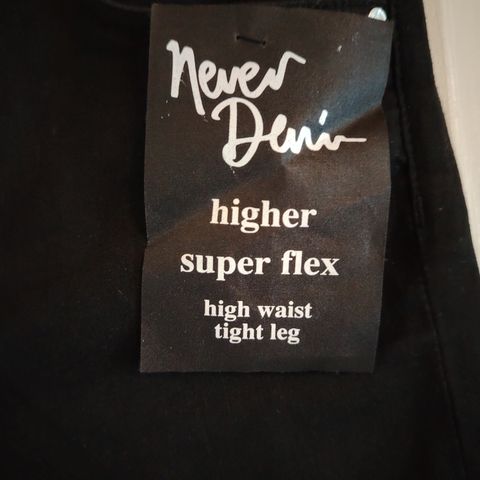 Never
Denim
higher
super flex
high waist
tight leg